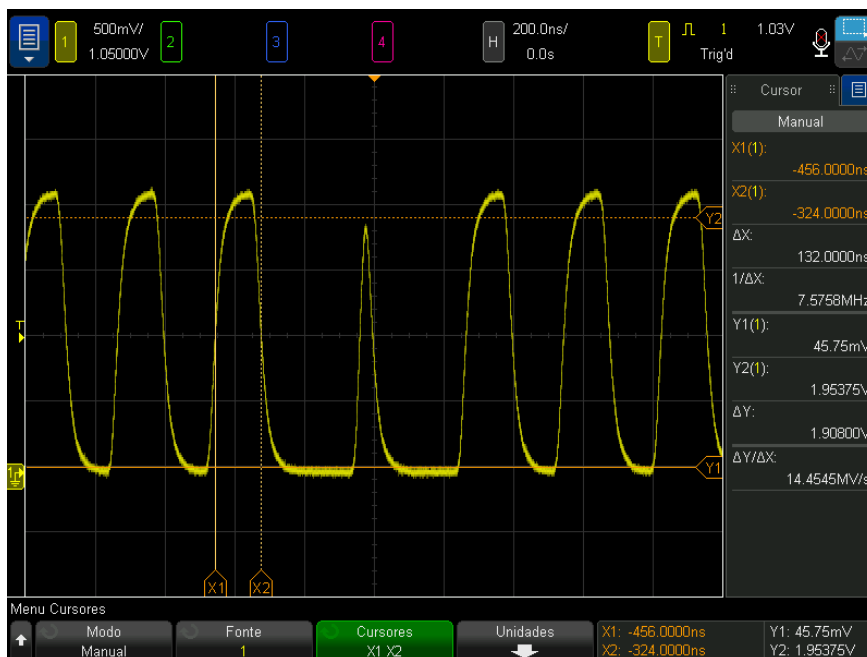 1 500mV/ 2 3 4 H 200.0ns/ T 1 1.03V
1.05000V 0.0s Trig'd
Cursor
Manual
X1(1):
-456.0000ns
X2(1):
-324.0000ns
ΔX:
132.0000ns
1/ΔX:
7.5758MHz
Y1(1):
45.75mV
Y2(1):
1.95375V
ΔY:
1.90800V
ΔY/ΔX:
14.4545MV/s
Y2
T
1
Y1
X1 X2
Menu Cursores
Modo Fonte Cursores Unidades X1: -456.0000ns Y1: 45.75mV
Manual 1 X1 X2 X2: -324.0000ns Y2: 1.95375V